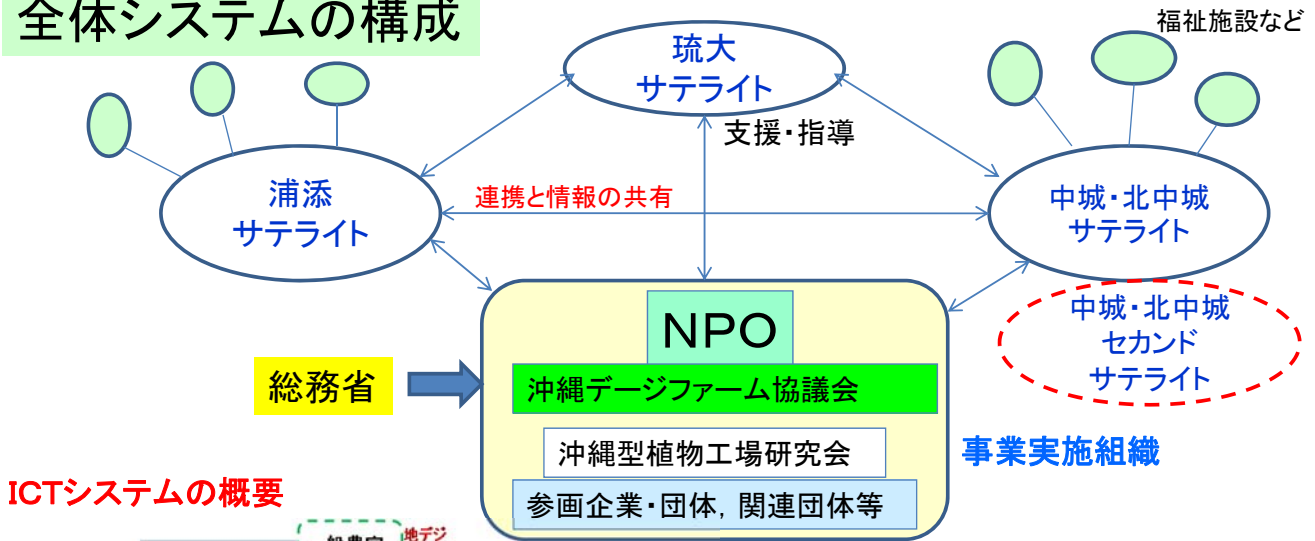 全体システムの構成
福祉施設など
琉大
サテライト
支援・指導
浦添
サテライト
連携と情報の共有
中城・北中城
サテライト
中城・北中城
セカンド
サテライト
NPO
総務省
沖縄デージファーム協議会
沖縄型植物工場研究会
事業実施組織
参画企業・団体，関連団体等
ICTシステムの概要
地デジ